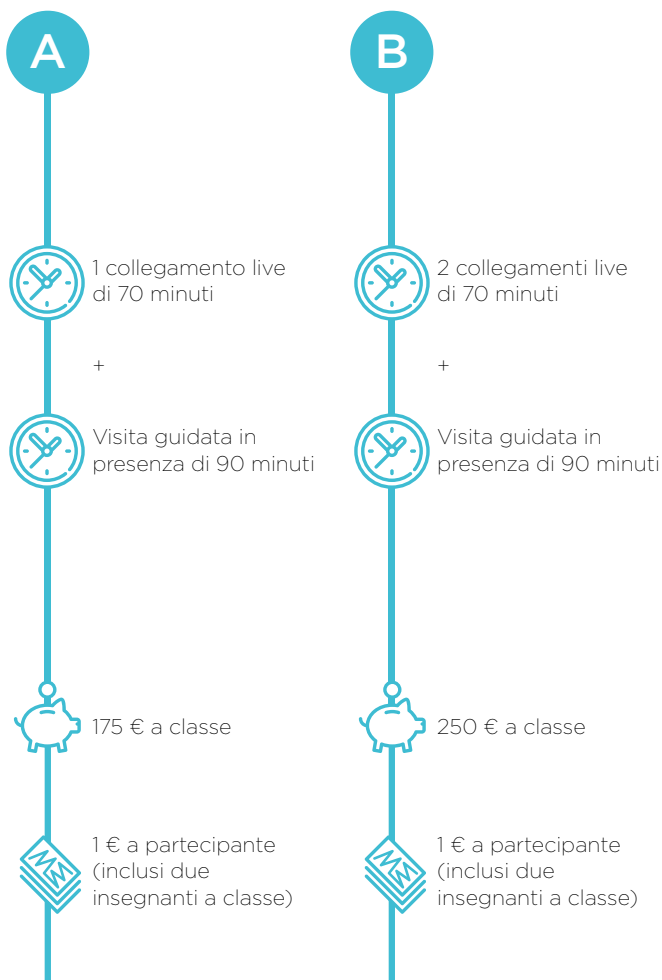 A
1 collegamento live
di 70 minuti
+
Visita guidata in
presenza di 90 minuti
175 € a classe
1 € a partecipante
(inclusi due
insegnanti a classe)
B
2 collegamenti live
di 70 minuti
+
Visita guidata in
presenza di 90 minuti
250 € a classe
1 € a partecipante
(inclusi due
insegnanti a classe)